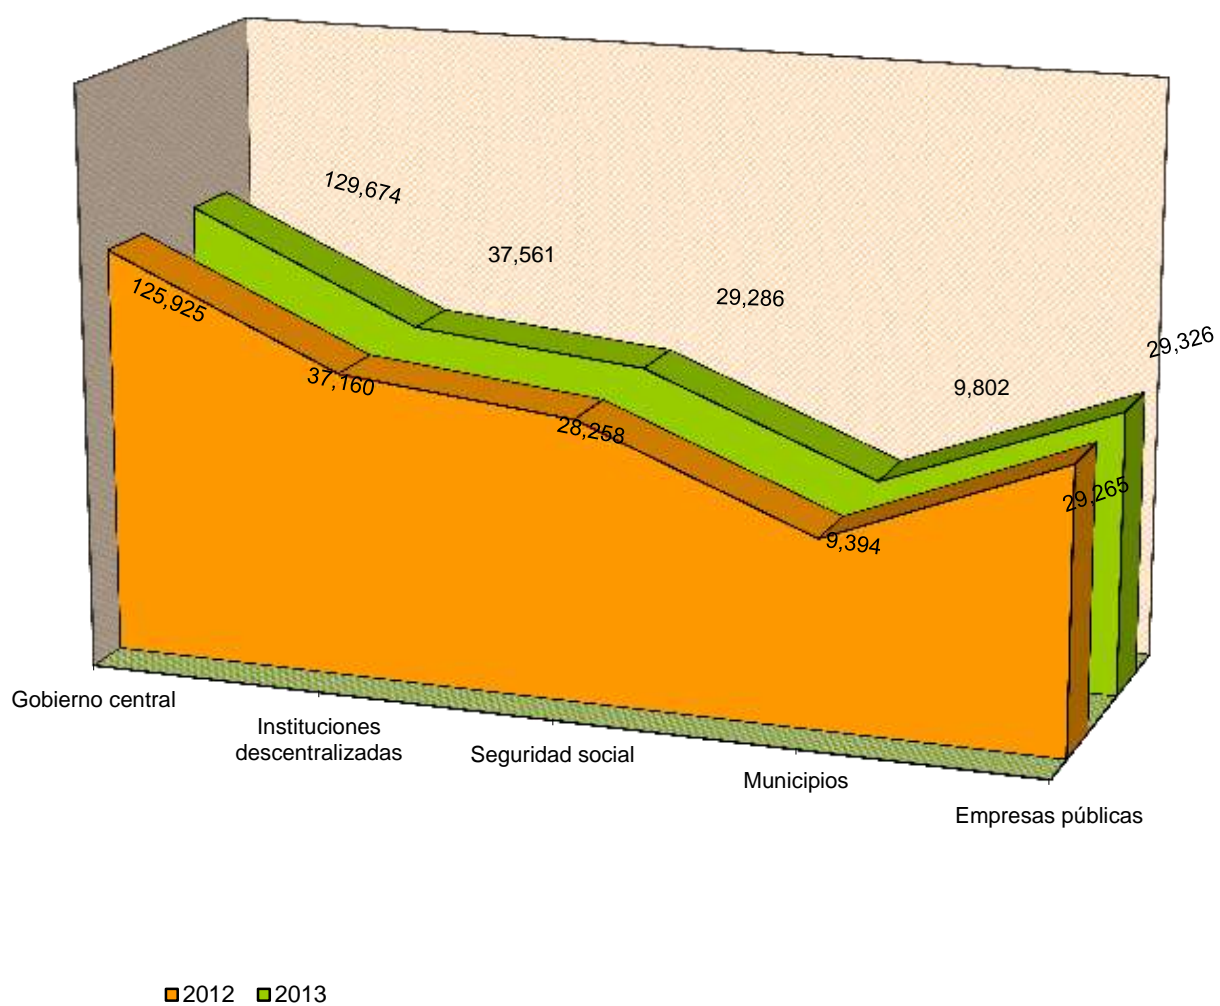 129,674
37,561
29,286
9,802
29,326
125,925
37,160
28,258
9,394
29,265
Gobierno central
Instituciones
descentralizadas
Seguridad social
Municipios
Empresas públicas
2012 2013